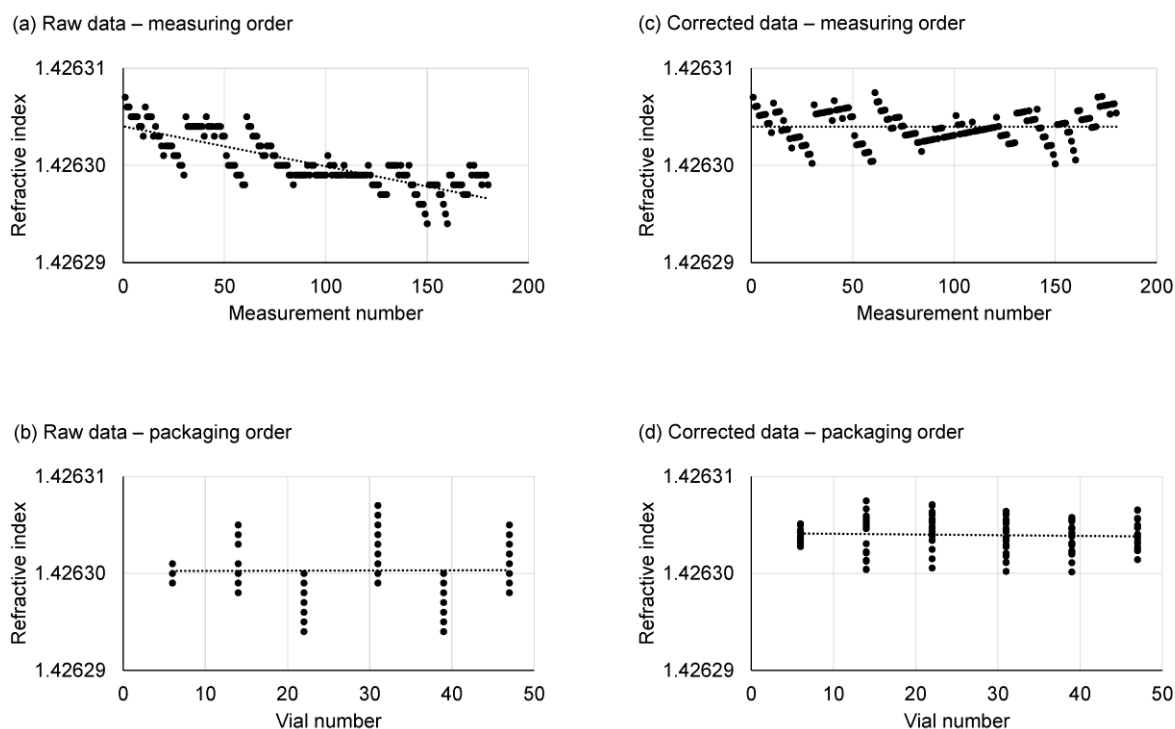 (a) Raw data – measuring order
1.42631
1.42630
1.42629
Refractive index
0 50 100 150 200
Measurement number
(c) Corrected data – measuring order
1.42631
1.42630
1.42629
Refractive index
0 50 100 150 200
Measurement number
(b) Raw data – packaging order
1.42631
1.42630
1.42629
Refractive index
0 10 20 30 40 50
Vial number
(d) Corrected data – packaging order
1.42631
1.42630
1.42629
Refractive index
0 10 20 30 40 50
Vial number